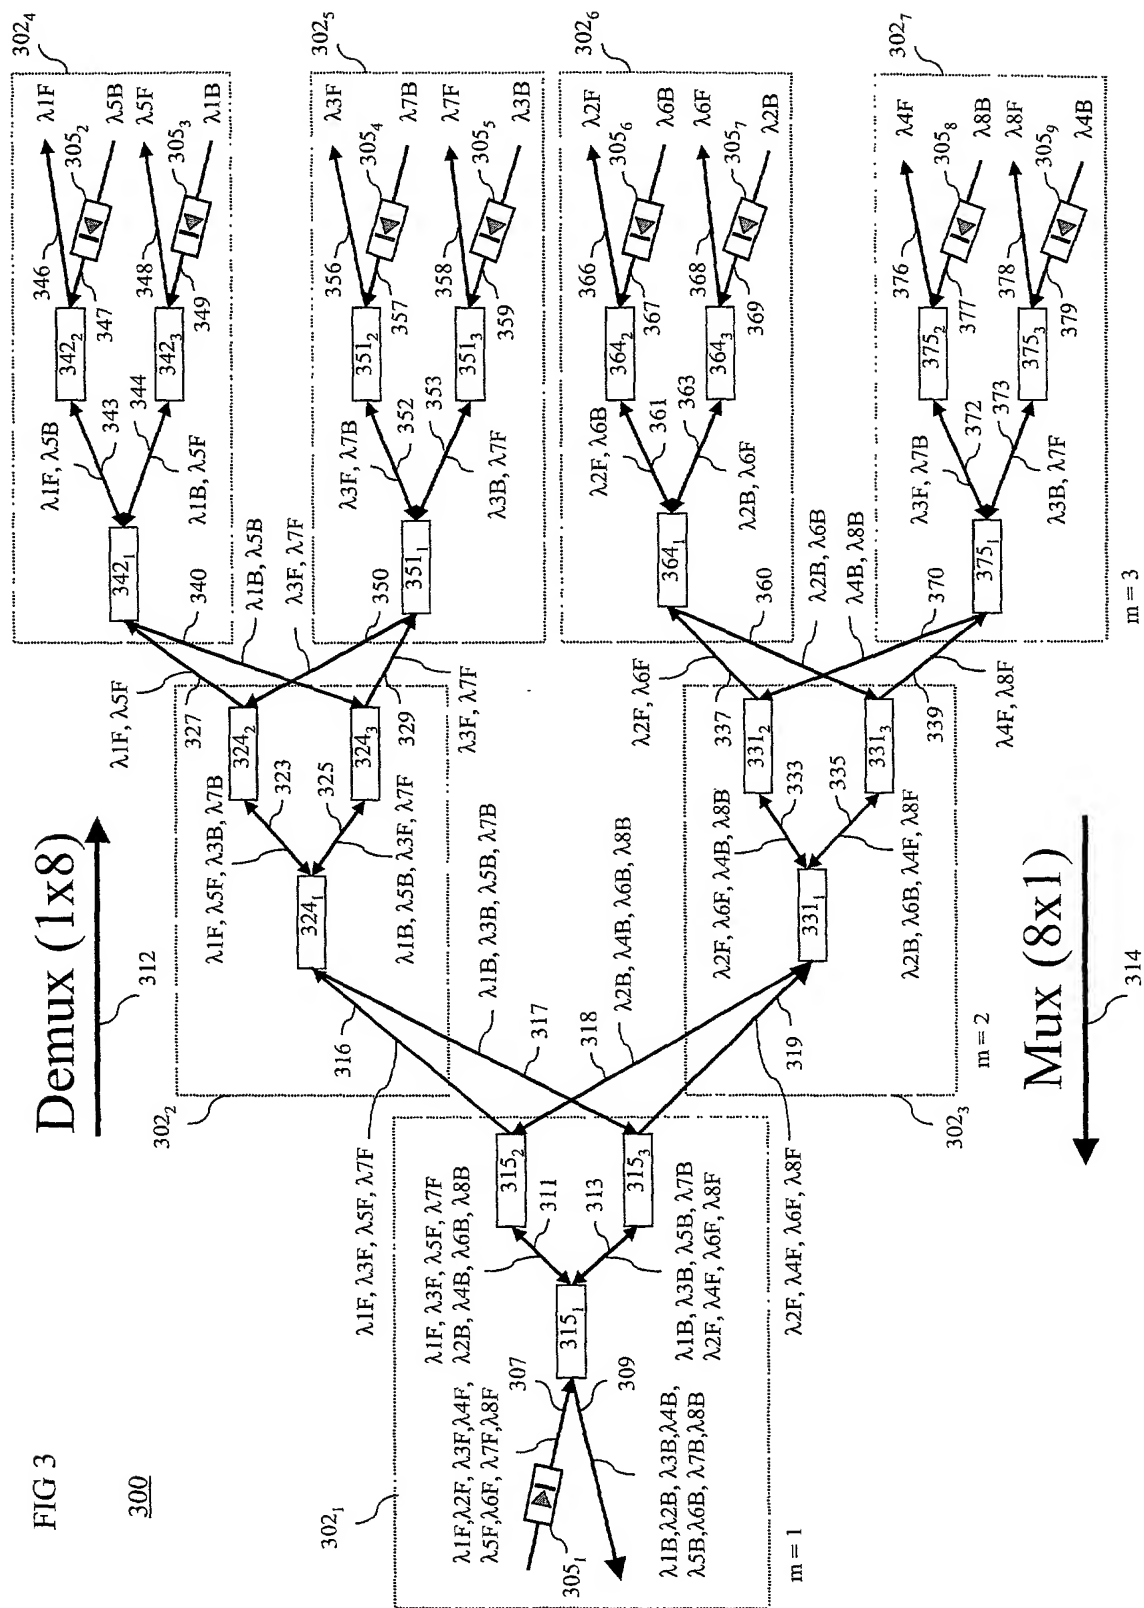 FIG 3
300
Demux (1x8)
312
302₁
305₁
λ1F,λ2F, λ3F,λ4F,
λ5F,λ6F, λ7F,λ8F
307
309
λ1B,λ2B, λ3B,λ4B,
λ5B,λ6B, λ7B,λ8B
m = 1
315₁
λ1F, λ3F, λ5F, λ7F
λ2B, λ4B, λ6B, λ8B
311
313
λ1B, λ3B, λ5B, λ7B
λ2F, λ4F, λ6F, λ8F
315₂
315₃
λ1F, λ3F, λ5F, λ7F
316
λ1B, λ3B, λ5B, λ7B
317
318
λ2B, λ4B, λ6B, λ8B
319
λ2F, λ4F, λ6F, λ8F
302₂
324₁
λ1F, λ5F, λ3B, λ7B
323
325
λ1B, λ5B, λ3F, λ7F
324₂
324₃
302₃
331₁
λ2F, λ6F, λ4B, λ8B
333
335
λ2B, λ6B, λ4F, λ8F
331₂
331₃
m = 2
λ1F, λ5F
327
340
λ1B, λ5B
λ3F, λ7F
350
329
λ3F, λ7F
λ2F, λ6F
337
360
λ2B, λ6B
λ4B, λ8B
370
339
λ4F, λ8F
302₄
342₁
λ1F, λ5B
343
344
λ1B, λ5F
342₂
342₃
346
347
348
349
305₂
305₃
λ1F
λ5B
λ5F
λ1B
302₅
351₁
λ3F, λ7B
352
353
λ3B, λ7F
351₂
351₃
356
357
358
359
305₄
305₅
λ3F
λ7B
λ7F
λ3B
302₆
364₁
λ2F, λ6B
361
363
λ2B, λ6F
364₂
364₃
366
367
368
369
305₆
305₇
λ2F
λ6B
λ6F
λ2B
302₇
375₁
λ3F, λ7B
372
373
λ3B, λ7F
375₂
375₃
376
377
378
379
305₈
305₉
λ4F
λ8B
λ8F
λ4B
m = 3
Mux (8x1)
314